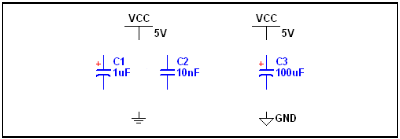 VCC VCC
5V 5V
+ C1 C2 + C3
1uF 10nF 100uF
GND